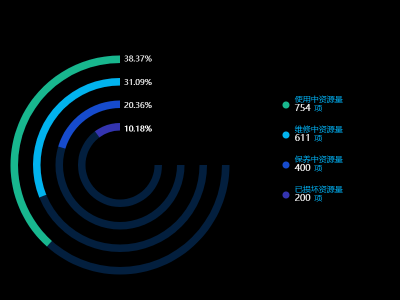 38.37%
31.09%
20.36%
10.18%
使用中资源量
754 项
维修中资源量
611 项
保养中资源量
400 项
已损坏资源量
200 项